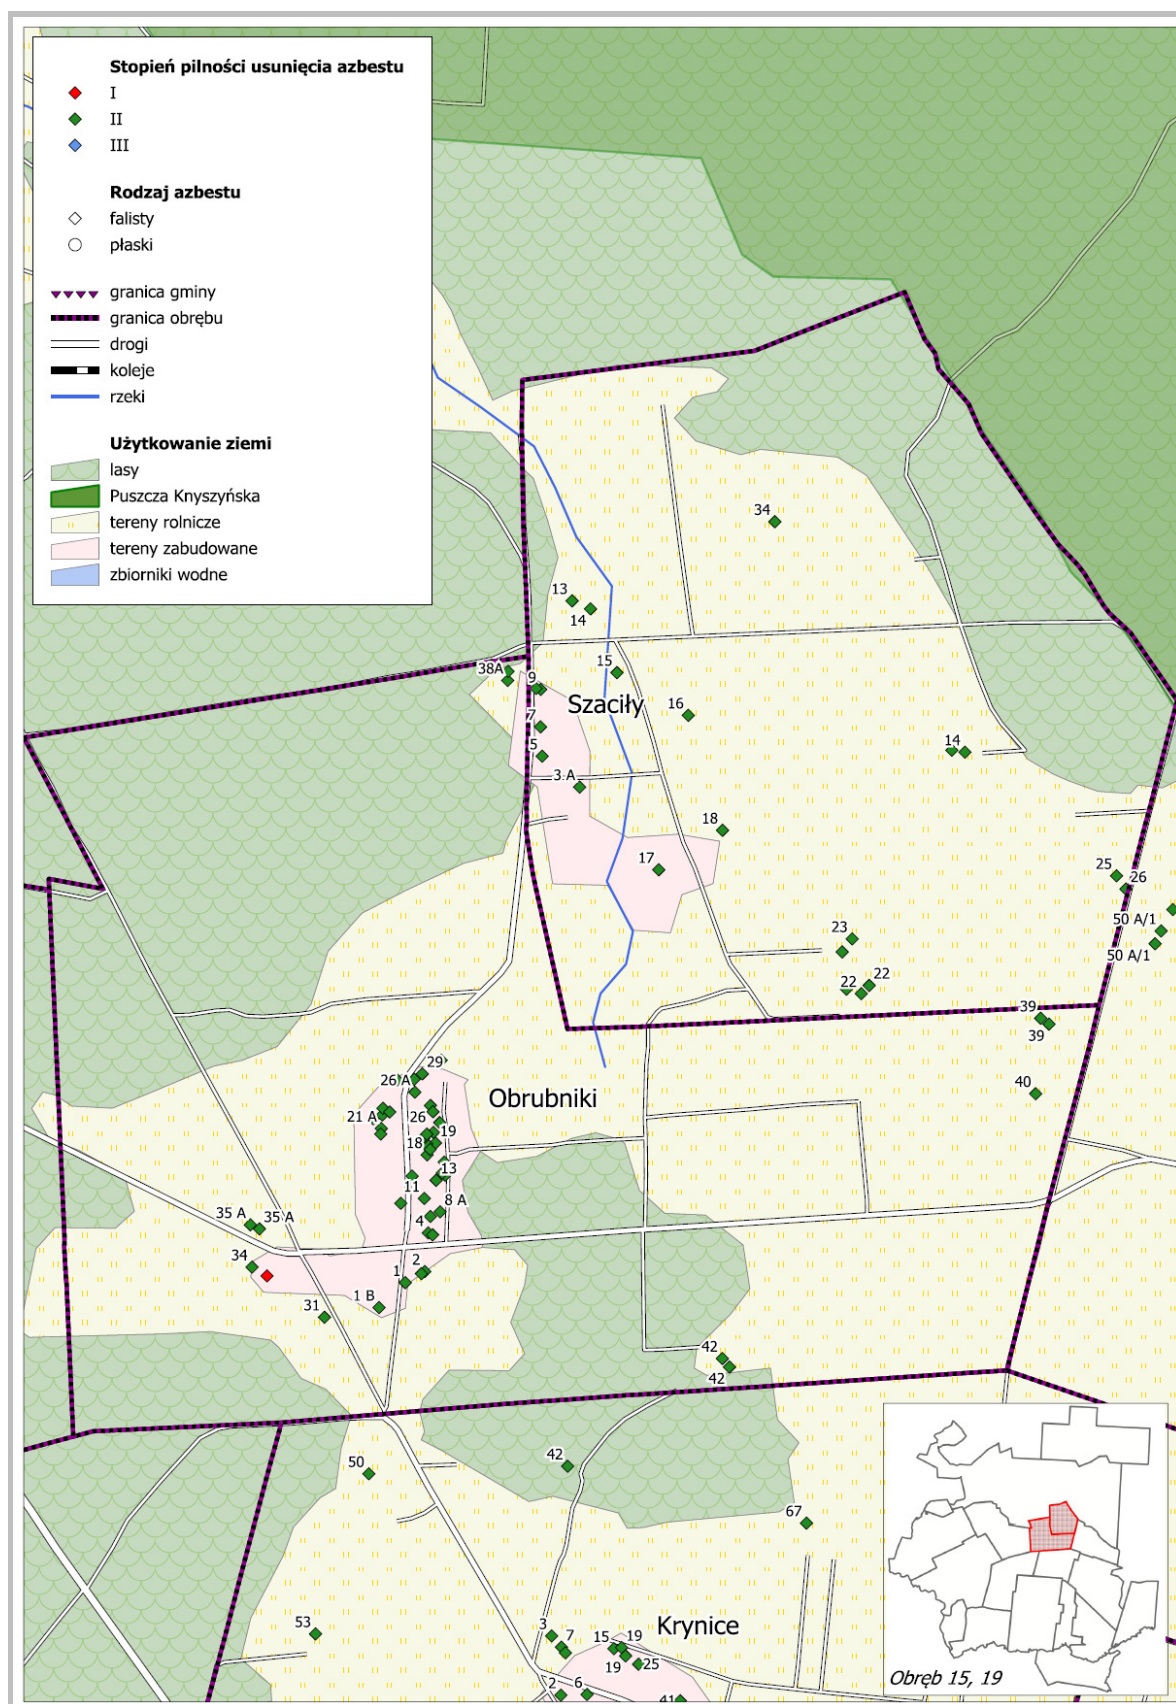 Stopień pilności usunięcia azbestu
I
II
III
Rodzaj azbestu
falisty
płaski
granica gminy
granica obrębu
drogi
koleje
rzeki
Użytkowanie ziemi
lasy
Puszcza Knyszyńska
tereny rolnicze
tereny zabudowane
zbiorniki wodne
34
13
14
38A
9
15
Szaciły
16
7
5
14
3 A
18
17
25
26
23
50 A/1
50 A/1
22
22
39
39
29
26 A
40
Obrubniki
21 A
26
19
18
13
11
8 A
35 A
35 A
4
34
2
1
1 B
31
42
42
42
50
67
53
3
7
Krynice
15
19
19
25
2
6
41
Obręb 15, 19